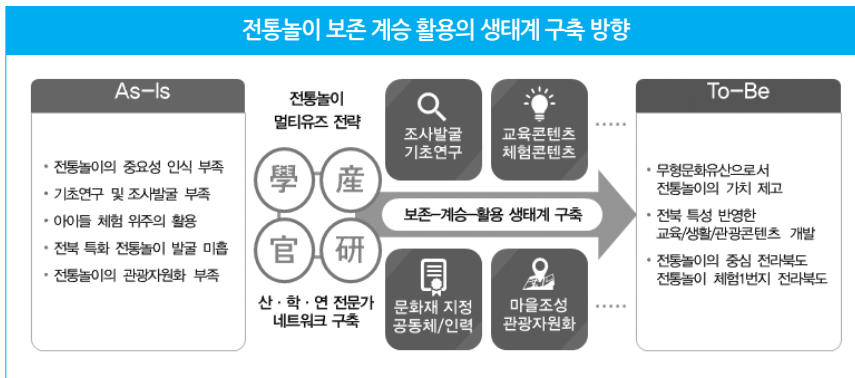 전통놀이 보존 계승 활용의 생태계 구축 방향
As-Is
• 전통놀이의 중요성 인식 부족
• 기초연구 및 조사발굴 부족
• 아이들 체험 위주의 활용
• 전북 특화 전통놀이 발굴 미흡
• 전통놀이의 관광자원화 부족
전통놀이
멀티유즈 전략
學 産
官 研
산·학·연 전문가
네트워크 구축
조사발굴
기초연구
교육콘텐츠
체험콘텐츠
.....
보존-계승-활용 생태계 구축
문화재 지정
공동체/인력
마을조성
관광자원화
.....
To-Be
• 무형문화유산으로서
전통놀이의 가치 제고
• 전북 특성 반영한
교육/생활/관광콘텐츠 개발
• 전통놀이의 중심 전라북도
전통놀이 체험1번지 전라북도